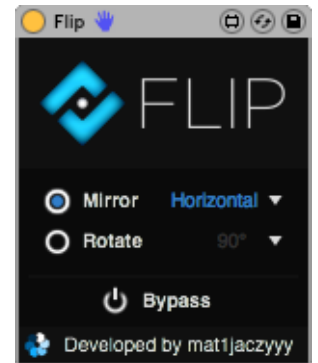 Flip
FLIP
Mirror Horizontal
Rotate 90°
Bypass
Developed by mat1jaczyyy